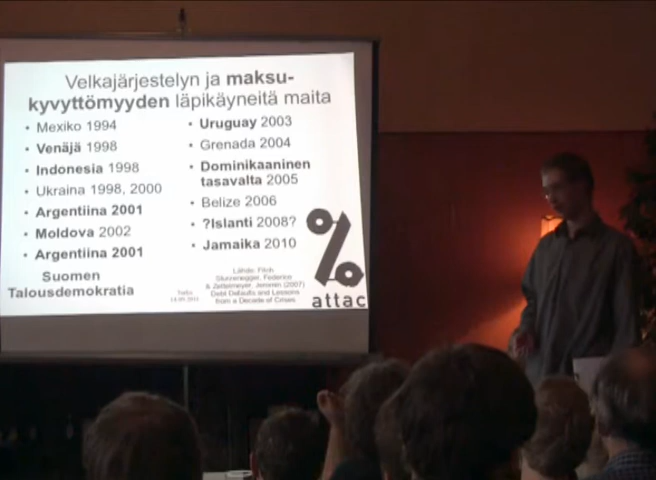 Velkajärjestelyn ja maksu-
kyvyttömyyden läpikäyneitä maita
• Mexiko 1994
• Venäjä 1998
• Indonesia 1998
• Ukraina 1998, 2000
• Argentiina 2001
• Moldova 2002
• Argentiina 2001
• Uruguay 2003
• Grenada 2004
• Dominikaaninen
tasavalta 2005
• Belize 2006
• ?Islanti 2008?
• Jamaika 2010
Suomen
Talousdemokratia
Lähde: Fitch
Sturzenegger, Federico
& Zettelmeyer, Jeromin (2007)
Debt Defaults and Lessons
from a Decade of Crises
%
attac